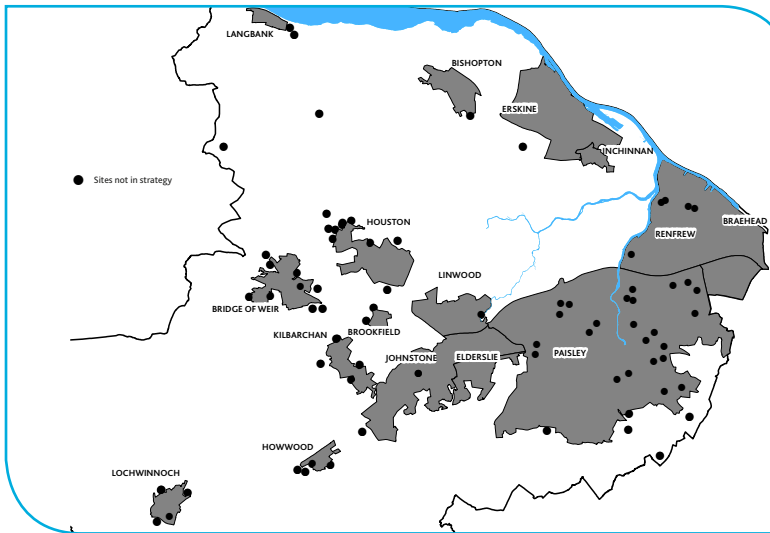 LANGBANK
BISHOPTON
ERSKINE
INCHINNAN
Sites not in strategy
HOUSTON
BRAEHEAD
RENFREW
LINWOOD
BRIDGE OF WEIR
KILBARCHAN
BROOKFIELD
JOHNSTONE
ELDERSLIE
PAISLEY
HOWWOOD
LOCHWINNOCH